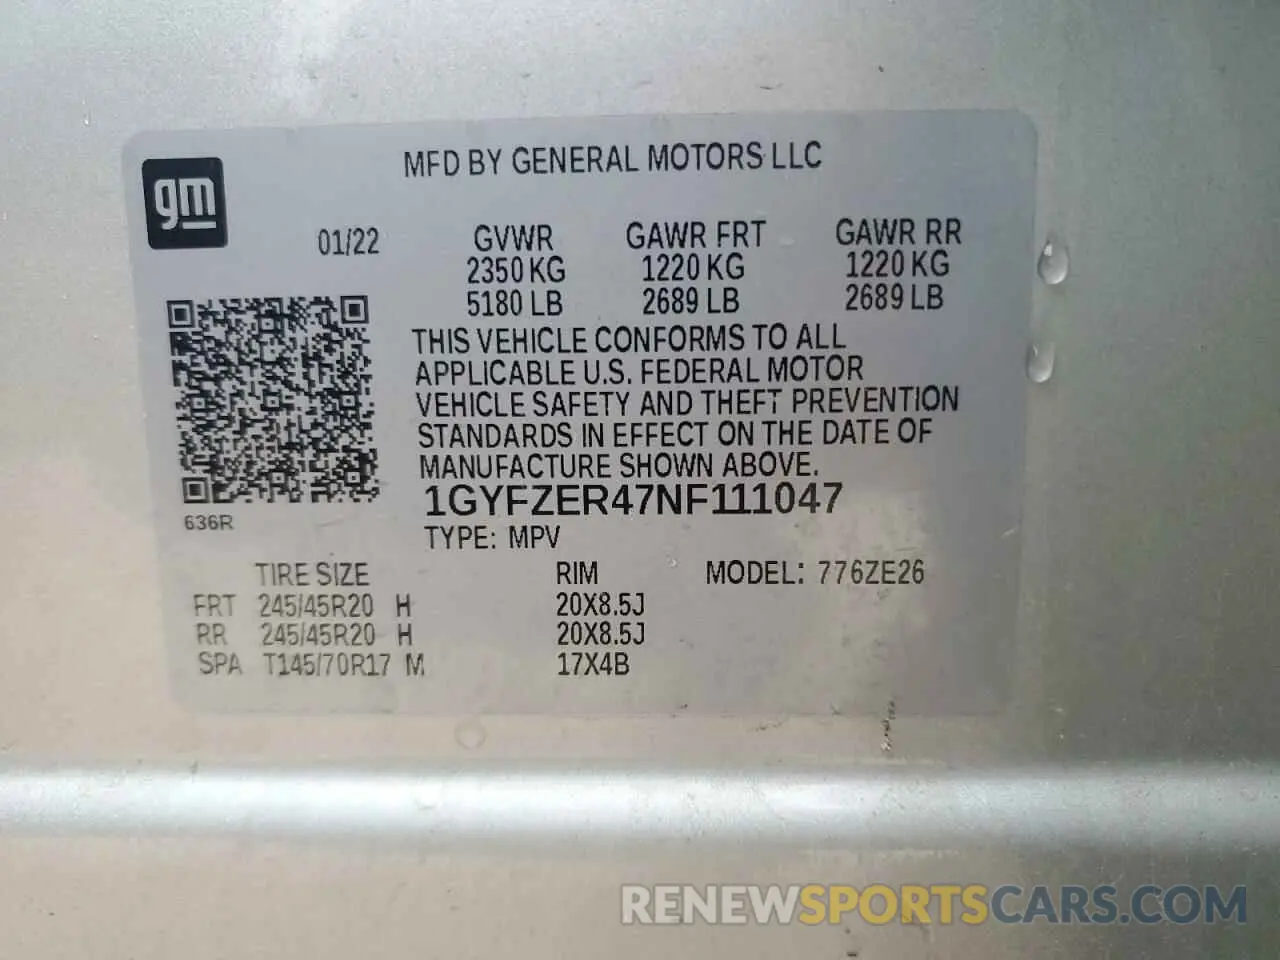 MFD BY GENERAL MOTORS LLC
gm
01/22 GVWR GAWR FRT GAWR RR
2350 KG 1220 KG 1220 KG
5180 LB 2689 LB 2689 LB
THIS VEHICLE CONFORMS TO ALL
APPLICABLE U.S. FEDERAL MOTOR
VEHICLE SAFETY AND THEFT PREVENTION
STANDARDS IN EFFECT ON THE DATE OF
MANUFACTURE SHOWN ABOVE.
1GYFZER47NF111047
636R
TYPE: MPV
TIRE SIZE RIM MODEL: 776ZE26
FRT 245/45R20 H 20X8.5J
RR 245/45R20 H 20X8.5J
SPA T145/70R17 M 17X4B
RENEWSPORTSCARS.COM